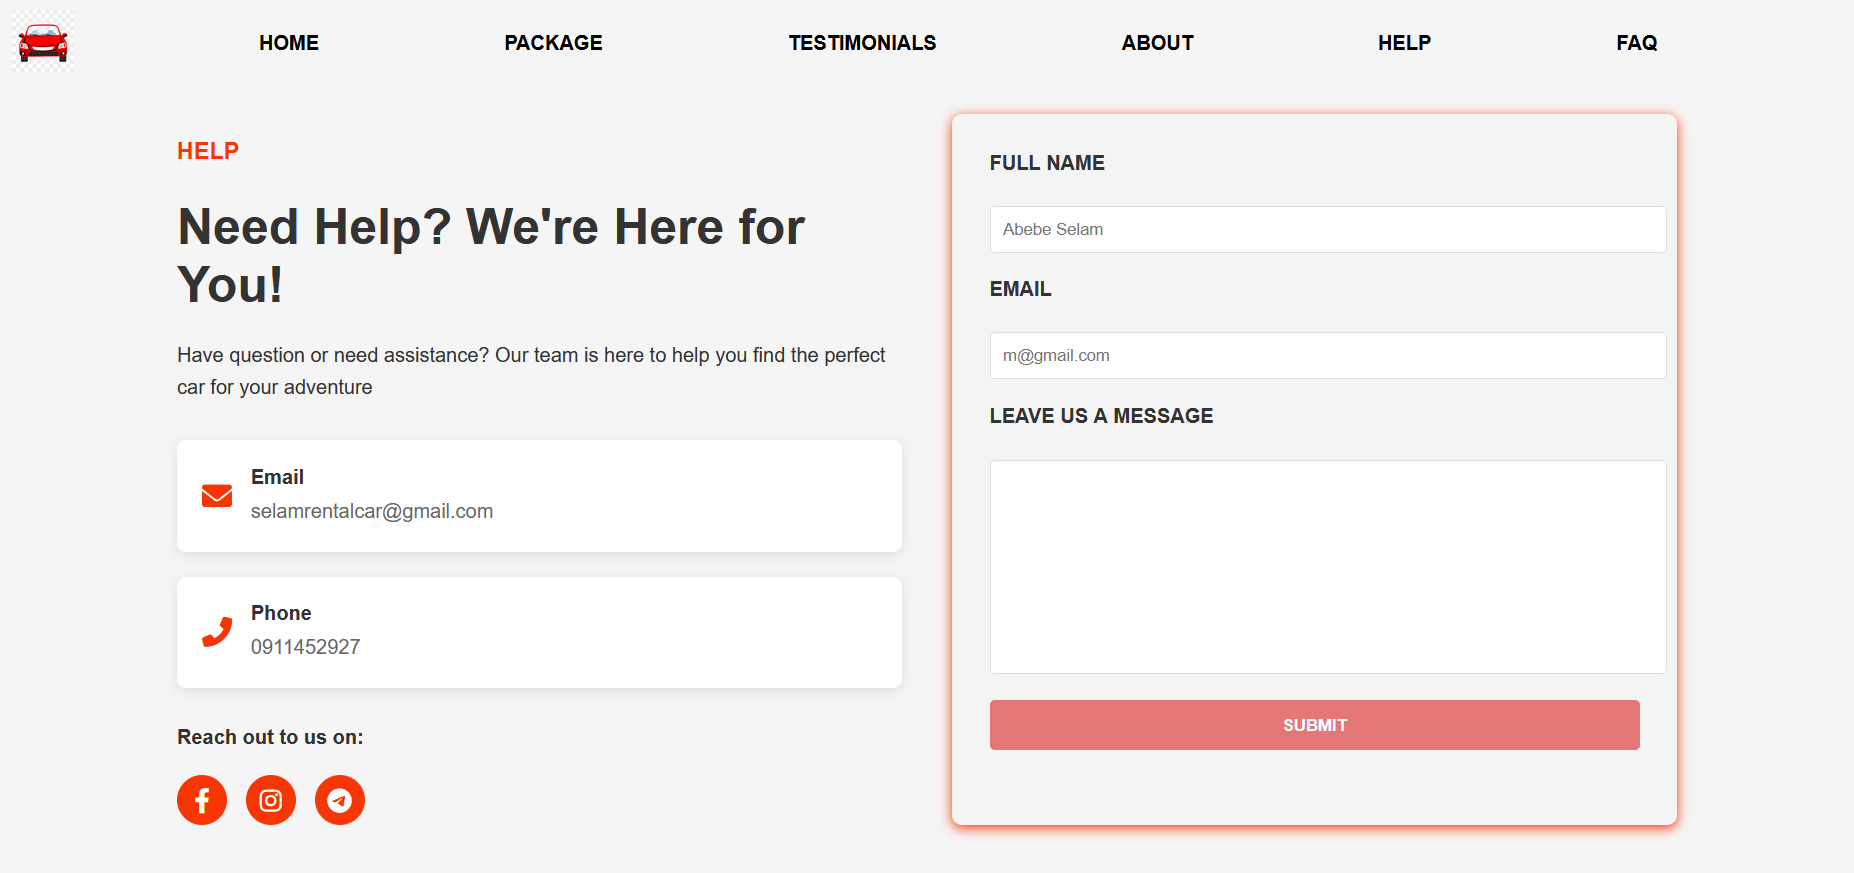 HOME PACKAGE TESTIMONIALS ABOUT HELP FAQ
HELP
Need Help? We're Here for
You!
Have question or need assistance? Our team is here to help you find the perfect
car for your adventure
Email
selamrentalcar@gmail.com
Phone
0911452927
Reach out to us on:
FULL NAME
Abebe Selam
EMAIL
m@gmail.com
LEAVE US A MESSAGE
SUBMIT